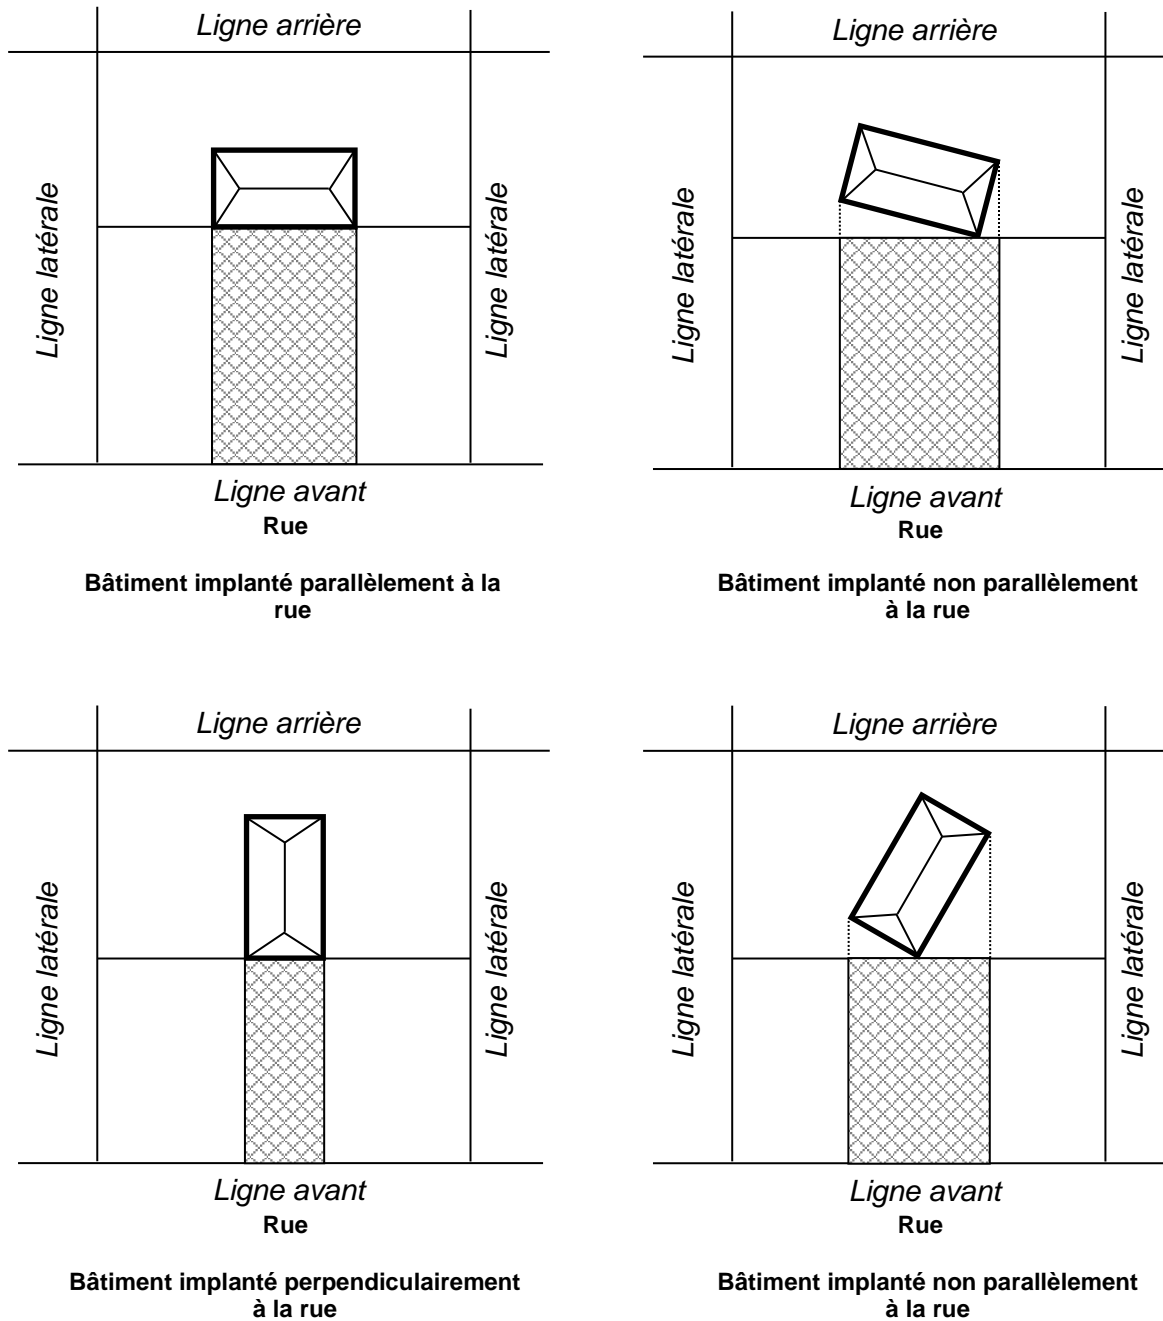 Ligne arrière
Ligne latérale
Ligne latérale
Ligne avant
Rue
Bâtiment implanté parallèlement à la
rue
Ligne arrière
Ligne latérale
Ligne latérale
Ligne avant
Rue
Bâtiment implanté non parallèlement
à la rue
Ligne arrière
Ligne latérale
Ligne latérale
Ligne avant
Rue
Bâtiment implanté perpendiculairement
à la rue
Ligne arrière
Ligne latérale
Ligne latérale
Ligne avant
Rue
Bâtiment implanté non parallèlement
à la rue